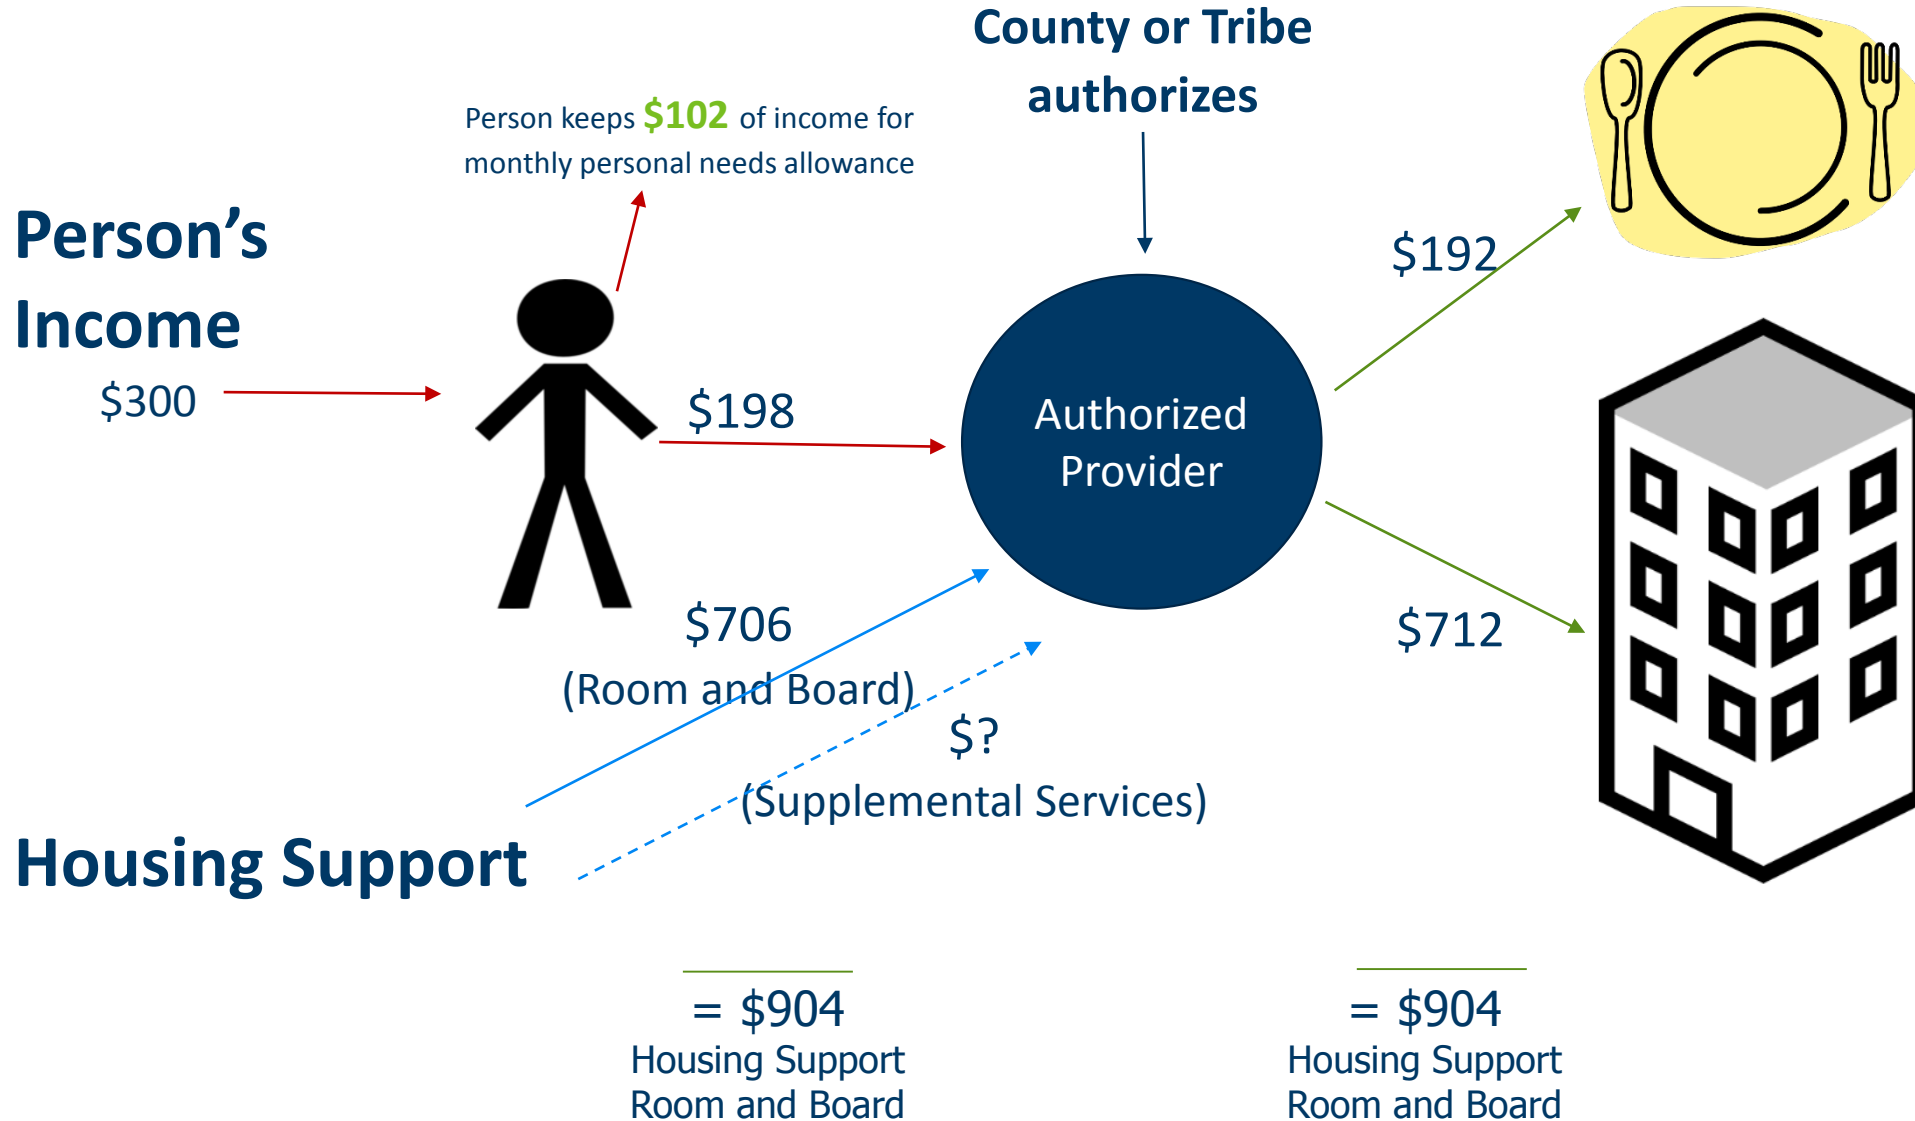 County or Tribe
authorizes
Person keeps $102 of income for
monthly personal needs allowance
Person’s
Income
$300
$198
Authorized
Provider
$192
$712
$706
(Room and Board)
$?
(Supplemental Services)
Housing Support
= $904
Housing Support
Room and Board
= $904
Housing Support
Room and Board